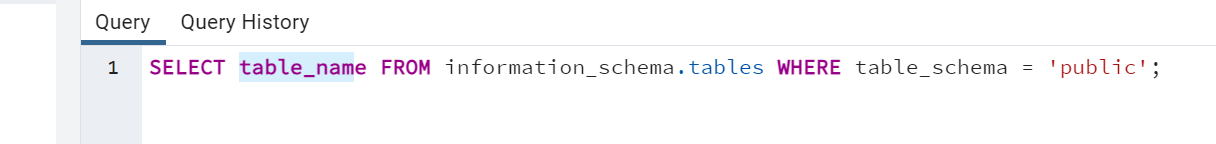 Query Query History
1 SELECT table_name FROM information_schema.tables WHERE table_schema = 'public';